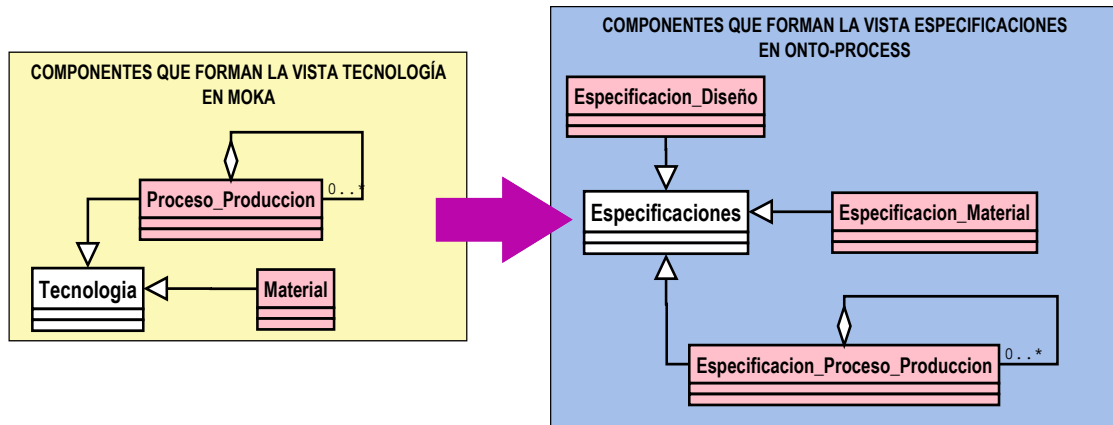 COMPONENTES QUE FORMAN LA VISTA TECNOLOGÍA
EN MOKA
Proceso_Produccion
0..*
Tecnologia
Material
COMPONENTES QUE FORMAN LA VISTA ESPECIFICACIONES
EN ONTO-PROCESS
Especificacion_Diseño
Especificaciones
Especificacion_Material
Especificacion_Proceso_Produccion
0..*